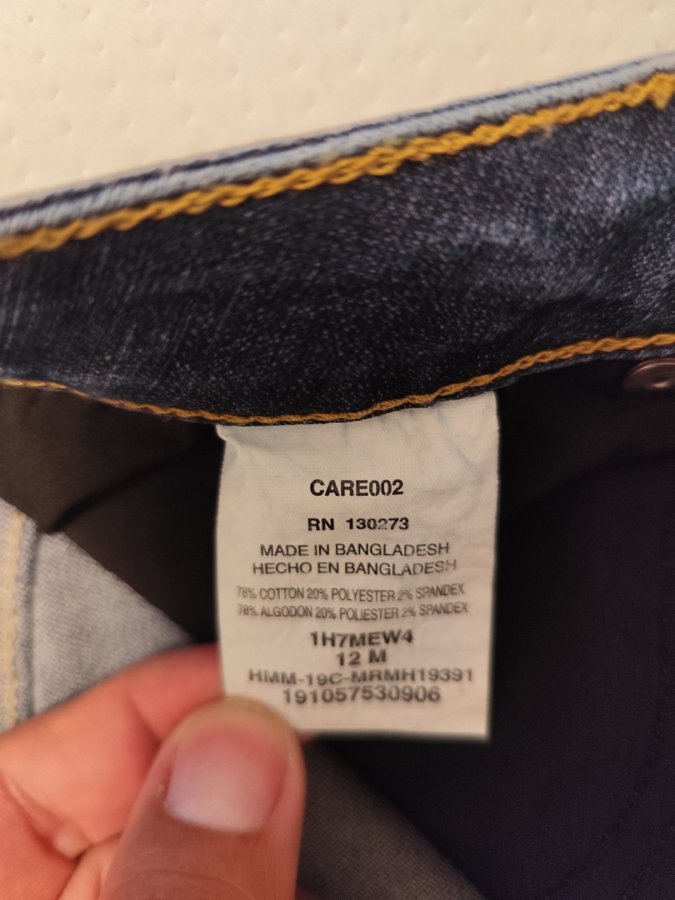 CARE002
RN 130273
MADE IN BANGLADESH
HECHO EN BANGLADESH
78% COTTON 20% POLYESTER 2% SPANDEX
78% ALGODON 20% POLIESTER 2% SPANDEX
1H7MEW4
12 M
HMM-19C-MRMH19391
191057530906